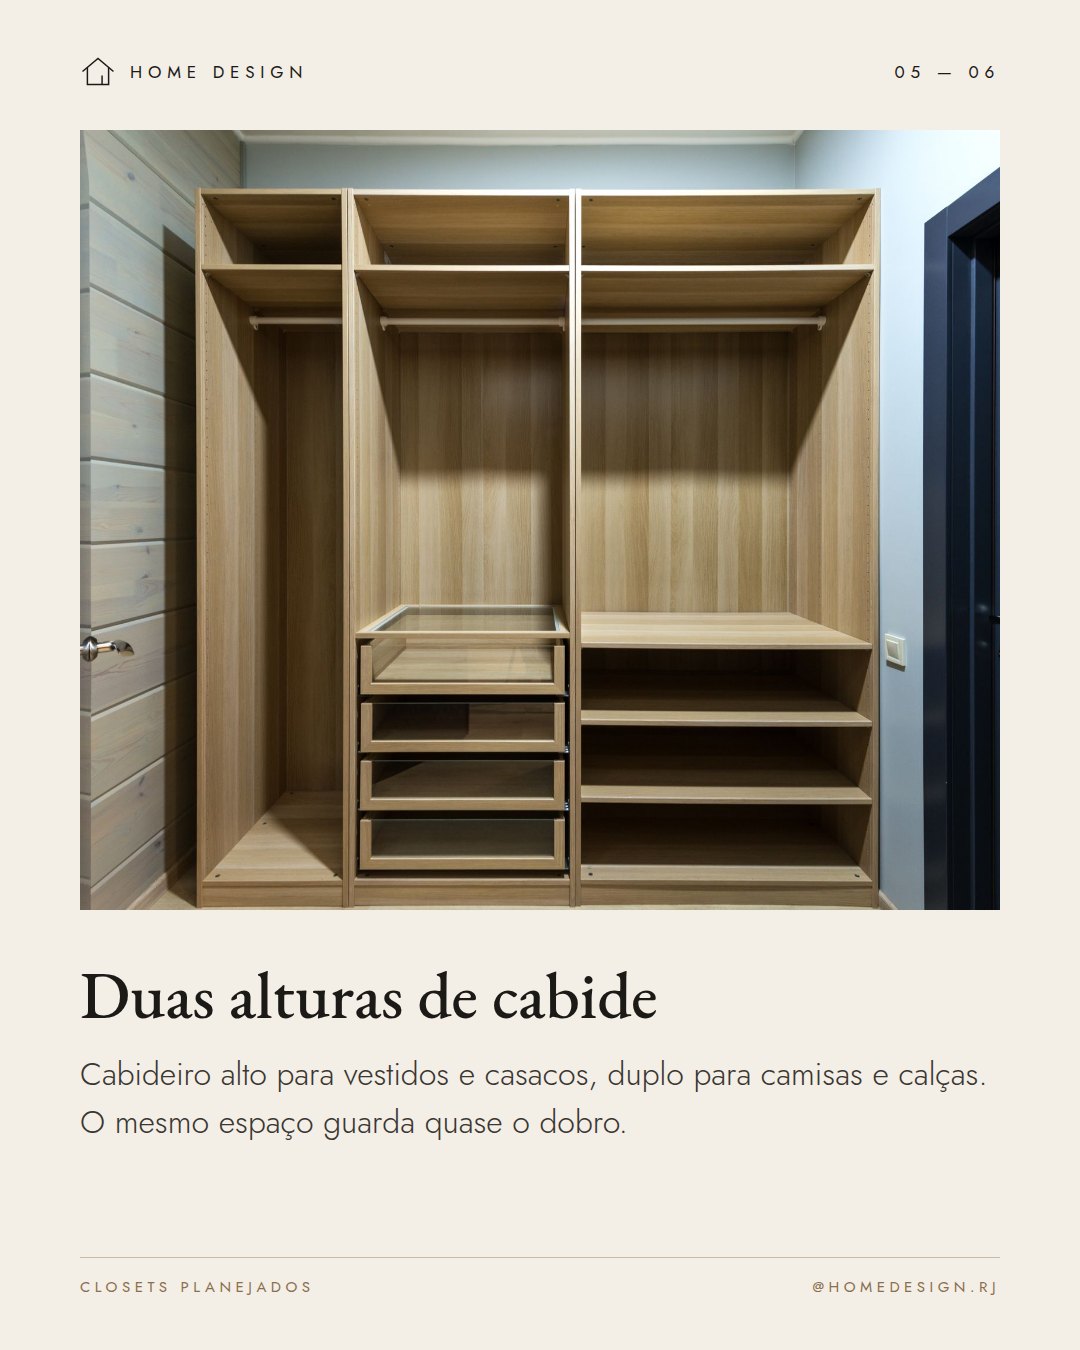 HOME DESIGN
05 — 06
Duas alturas de cabide
Cabideiro alto para vestidos e casacos, duplo para camisas e calças.
O mesmo espaço guarda quase o dobro.
CLOSETS PLANEJADOS
@HOMEDESIGN.RJ